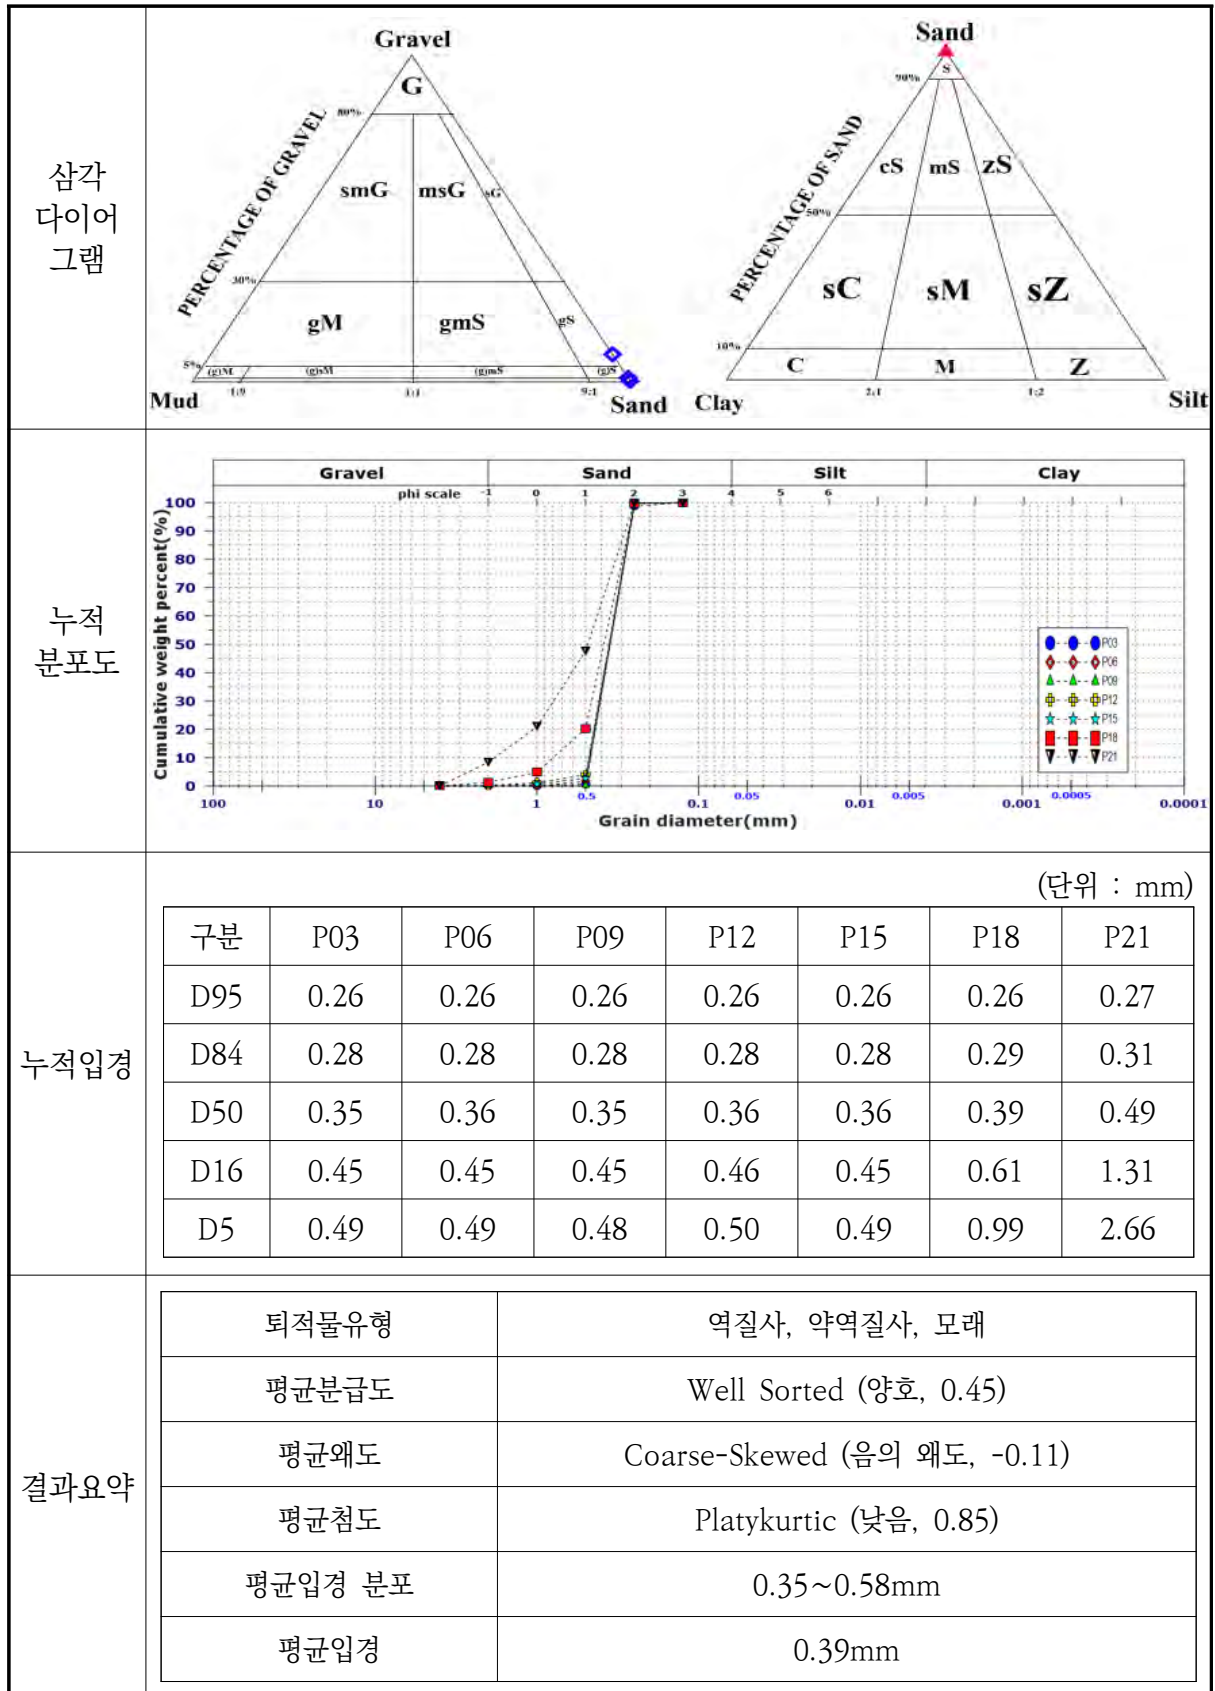 삼각
다이어
그램
Gravel
G
80%
PERCENTAGE OF GRAVEL
smG
msG
sG
30%
gM
gmS
gS
5%
(g)M
(g)sM
(g)mS
(g)S
1:9
1:1
9:1
Mud
Sand
Sand
S
90%
PERCENTAGE OF SAND
cS
mS
zS
50%
sC
sM
sZ
10%
C
M
Z
2:1
1:2
Clay
Silt
누적
분포도
Gravel Sand Silt Clay
phi scale -1 0 1 2 3 4 5 6
Cumulative weight percent(%)
100
90
80
70
60
50
40
30
20
10
0
P03
P06
P09
P12
P15
P18
P21
100 10 1 0.5 0.1 0.05 0.01 0.005 0.001 0.0005 0.0001
Grain diameter(mm)
누적입경
(단위 : mm)
구분 P03 P06 P09 P12 P15 P18 P21
D95 0.26 0.26 0.26 0.26 0.26 0.26 0.27
D84 0.28 0.28 0.28 0.28 0.28 0.29 0.31
D50 0.35 0.36 0.35 0.36 0.36 0.39 0.49
D16 0.45 0.45 0.45 0.46 0.45 0.61 1.31
D5 0.49 0.49 0.48 0.50 0.49 0.99 2.66
결과요약
퇴적물유형 역질사, 약역질사, 모래
평균분급도 Well Sorted (양호, 0.45)
평균왜도 Coarse-Skewed (음의 왜도, -0.11)
평균첨도 Platykurtic (낮음, 0.85)
평균입경 분포 0.35~0.58mm
평균입경 0.39mm